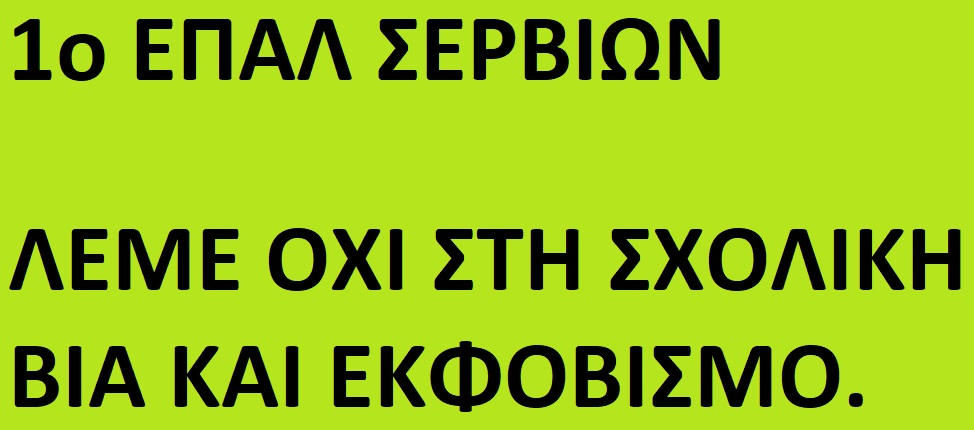 1ο ΕΠΑΛ ΣΕΡΒΙΩΝ
ΛΕΜΕ ΟΧΙ ΣΤΗ ΣΧΟΛΙΚΗ
ΒΙΑ ΚΑΙ ΕΚΦΟΒΙΣΜΟ.